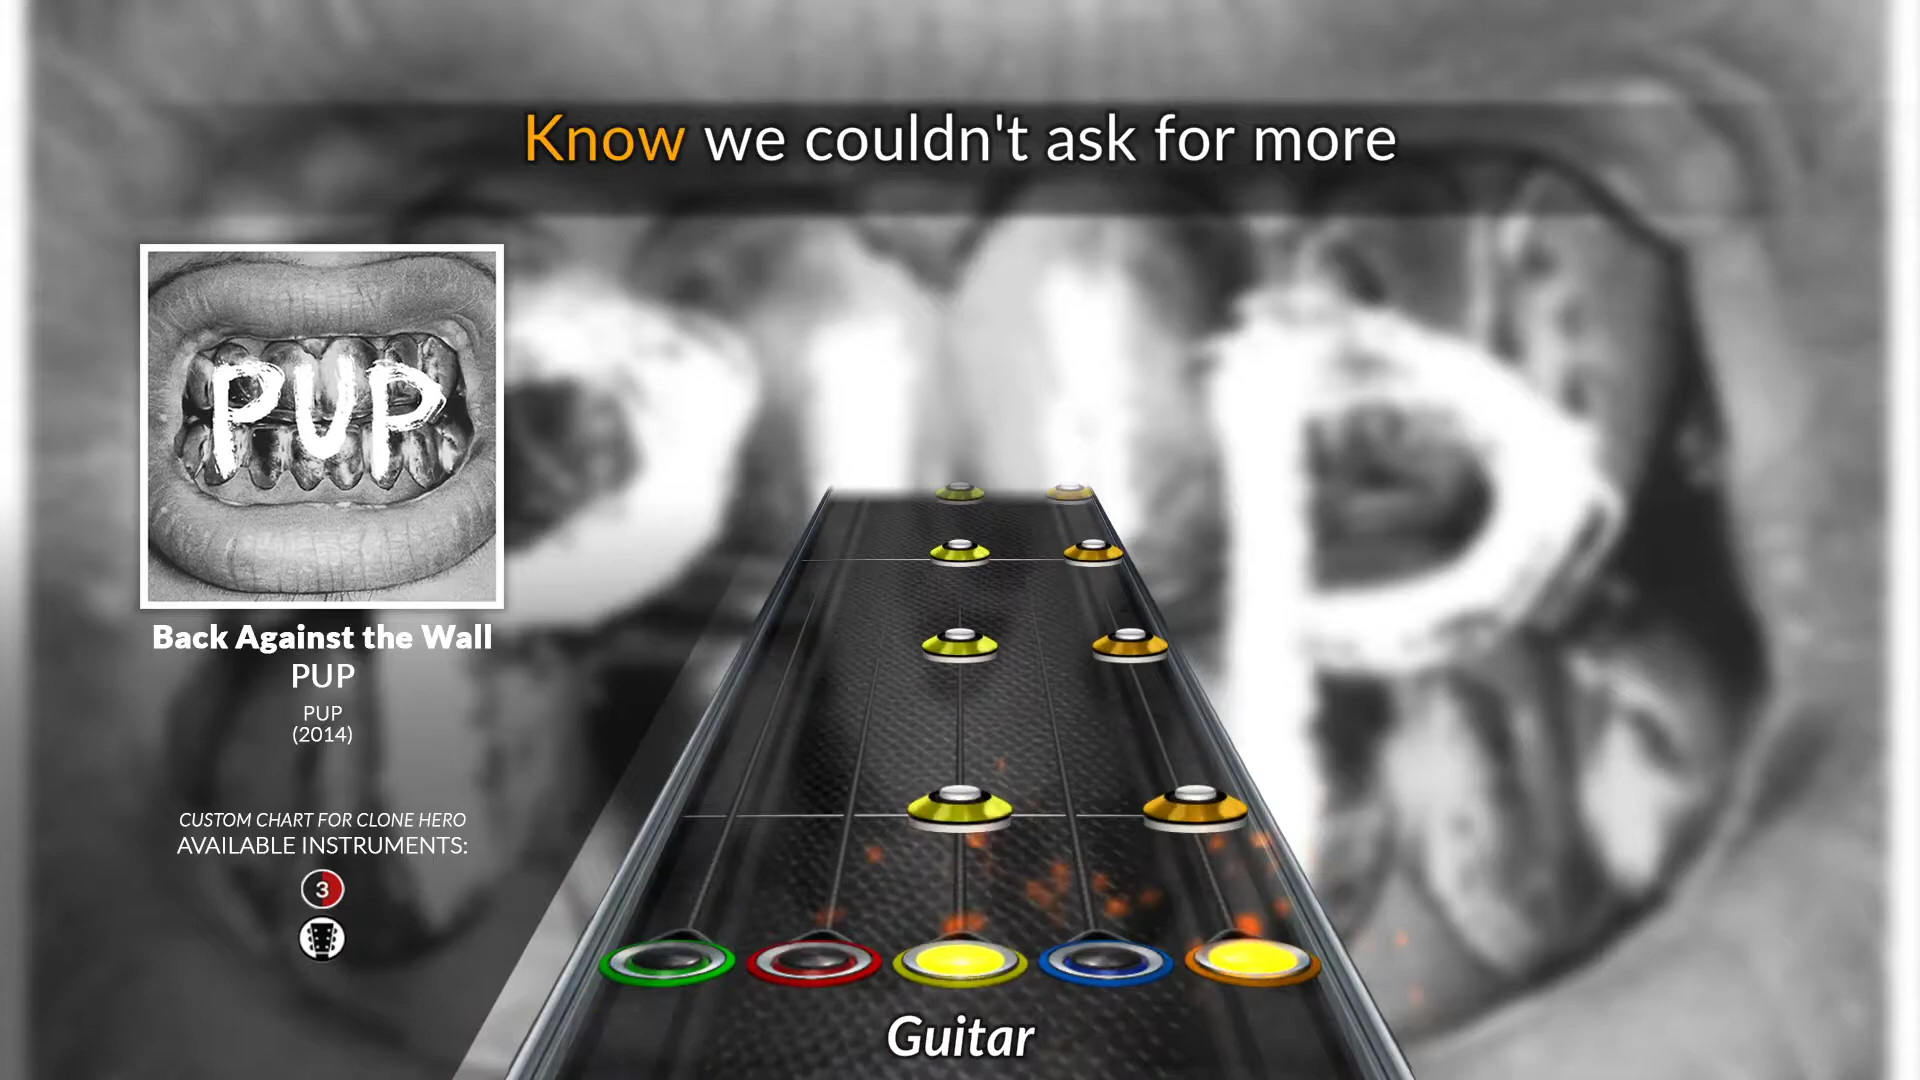 Know we couldn't ask for more
PUP
Back Against the Wall
PUP
PUP
(2014)
CUSTOM CHART FOR CLONE HERO
AVAILABLE INSTRUMENTS:
3
Guitar